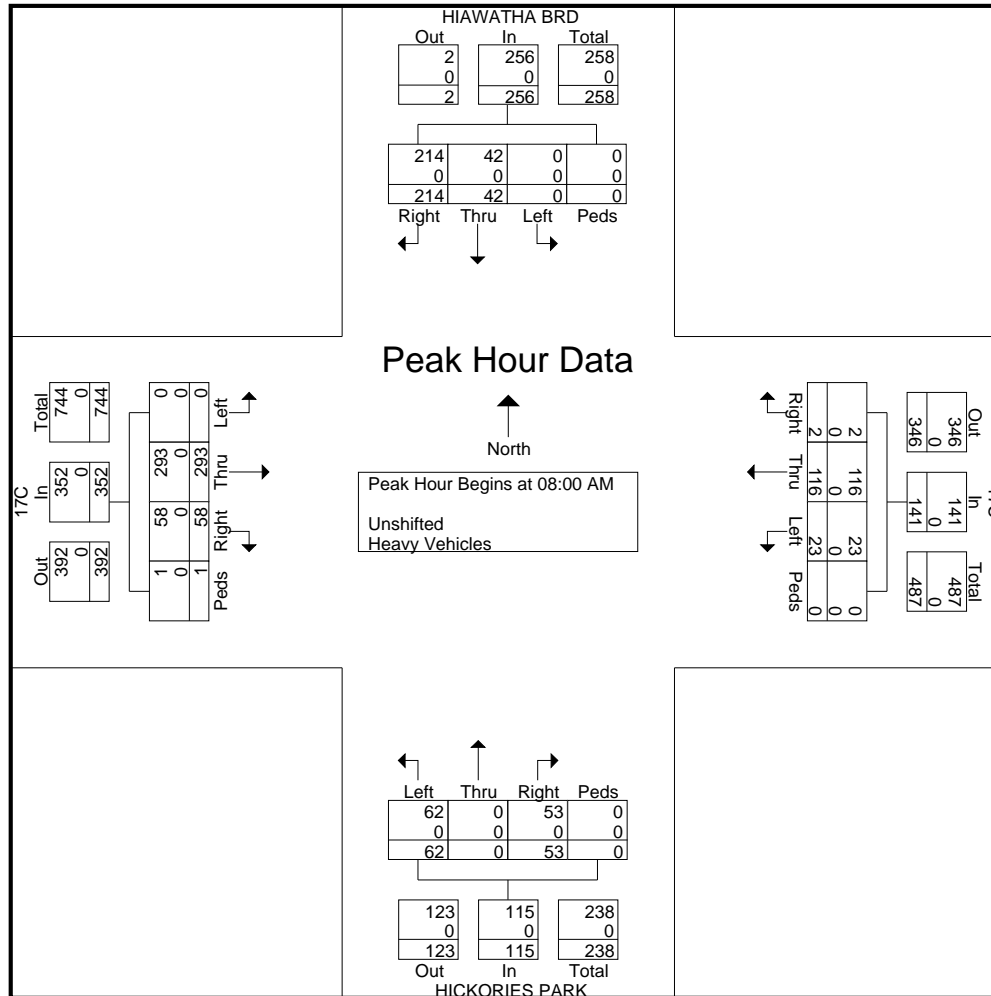 HIAWATHA BRD
Out In Total
2 256 258
0 0 0
2 256 258
214 42 0 0
0 0 0 0
214 42 0 0
Right Thru Left Peds
Peak Hour Data
North
Peak Hour Begins at 08:00 AM
Unshifted
Heavy Vehicles
17C
Total In Out
744 352 392
0 0 0
744 352 392
0 293 58 1
0 0 0 0
0 293 58 1
Left Thru Right Peds
Out In Total
346 141 487
0 0 0
346 141 487
2 116 23 0
0 0 0 0
2 116 23 0
Right Thru Left Peds
Left Thru Right Peds
62 0 53 0
0 0 0 0
62 0 53 0
123 115 238
0 0 0
123 115 238
Out In Total
HICKORIES PARK